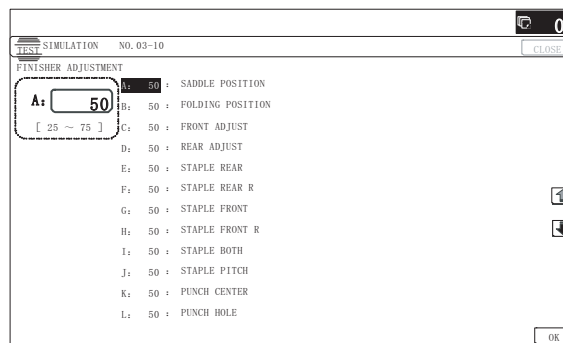 0
TEST SIMULATION NO.03-10
CLOSE
FINISHER ADJUSTMENT
A: 50
[ 25 ~ 75 ]
A: 50 : SADDLE POSITION
B: 50 : FOLDING POSITION
C: 50 : FRONT ADJUST
D: 50 : REAR ADJUST
E: 50 : STAPLE REAR
F: 50 : STAPLE REAR R
G: 50 : STAPLE FRONT
H: 50 : STAPLE FRONT R
I: 50 : STAPLE BOTH
J: 50 : STAPLE PITCH
K: 50 : PUNCH CENTER
L: 50 : PUNCH HOLE
OK